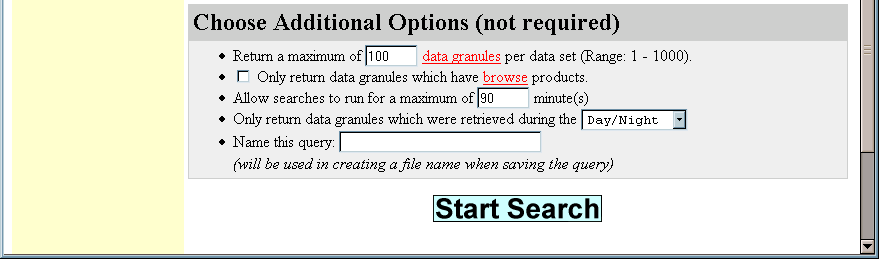 Choose Additional Options (not required)
Return a maximum of 100 data granules per data set (Range: 1 - 1000).
Only return data granules which have browse products.
Allow searches to run for a maximum of 90 minute(s)
Only return data granules which were retrieved during the Day/Night
Name this query:
(will be used in creating a file name when saving the query)
Start Search